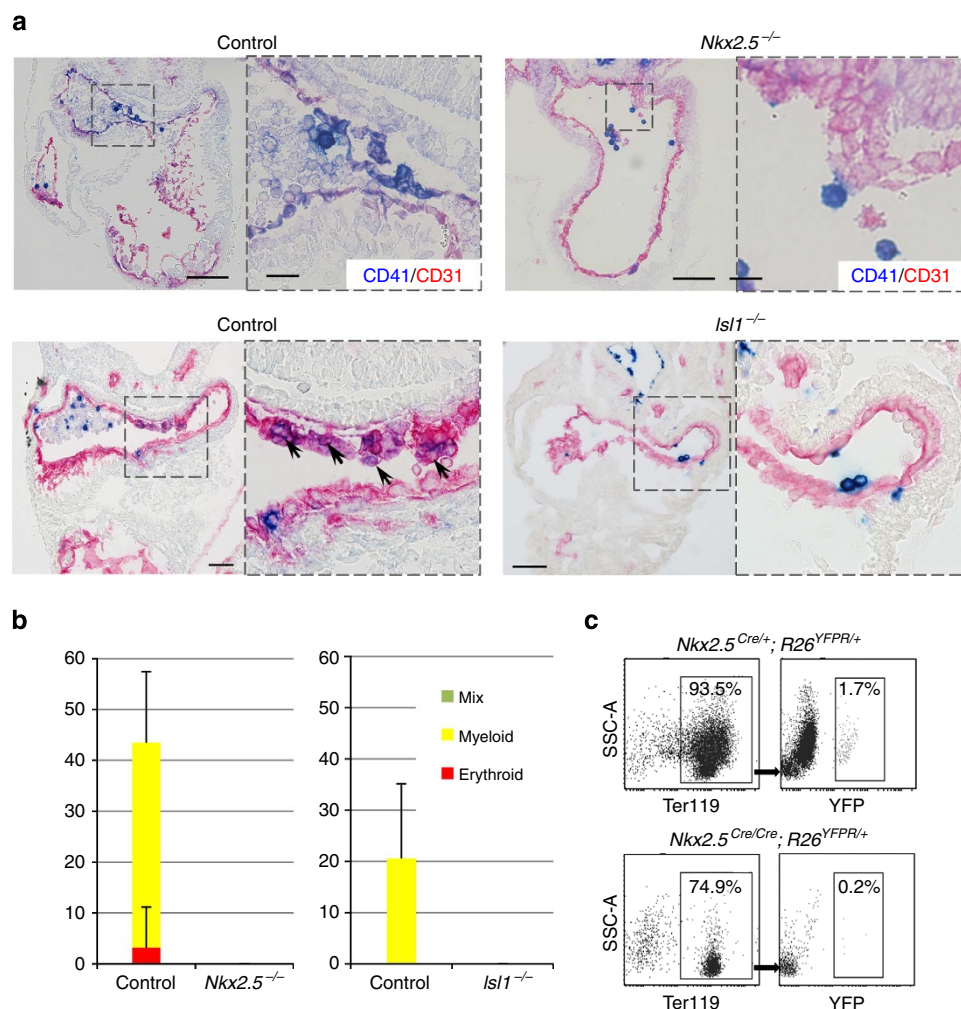 a
Control
Nkx2.5−/−
CD41/CD31
CD41/CD31
Control
Isl1−/−
b
60
50
40
30
20
10
0
Control
Nkx2.5−/−
60
50
40
30
20
10
0
Mix
Myeloid
Erythroid
Control
Isl1−/−
c
Nkx2.5Cre/+; R26YFPR/+
93.5%
1.7%
SSC-A
Ter119
YFP
Nkx2.5Cre/Cre; R26YFPR/+
74.9%
0.2%
SSC-A
Ter119
YFP